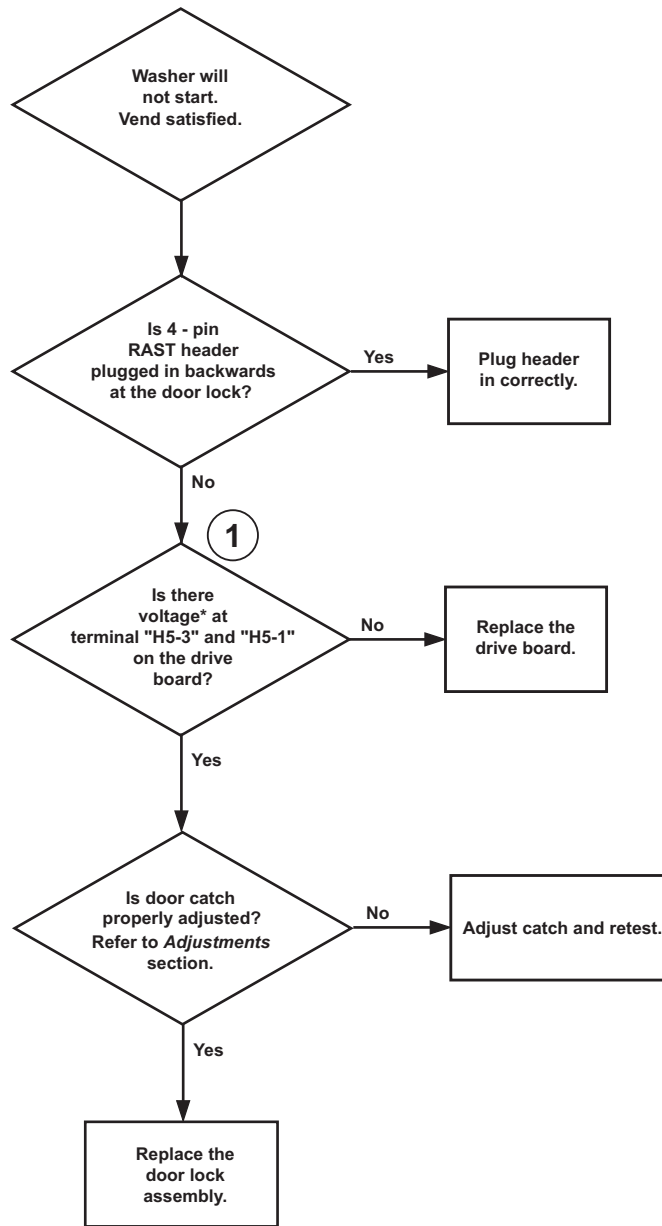 Washer will
not start.
Vend satisfied.
Is 4 - pin
RAST header
plugged in backwards
at the door lock?
Yes
Plug header
in correctly.
No
1
Is there
voltage* at
terminal "H5-3" and "H5-1"
on the drive
board?
No
Replace the
drive board.
Yes
Is door catch
properly adjusted?
Refer to Adjustments
section.
No
Adjust catch and retest.
Yes
Replace the
door lock
assembly.